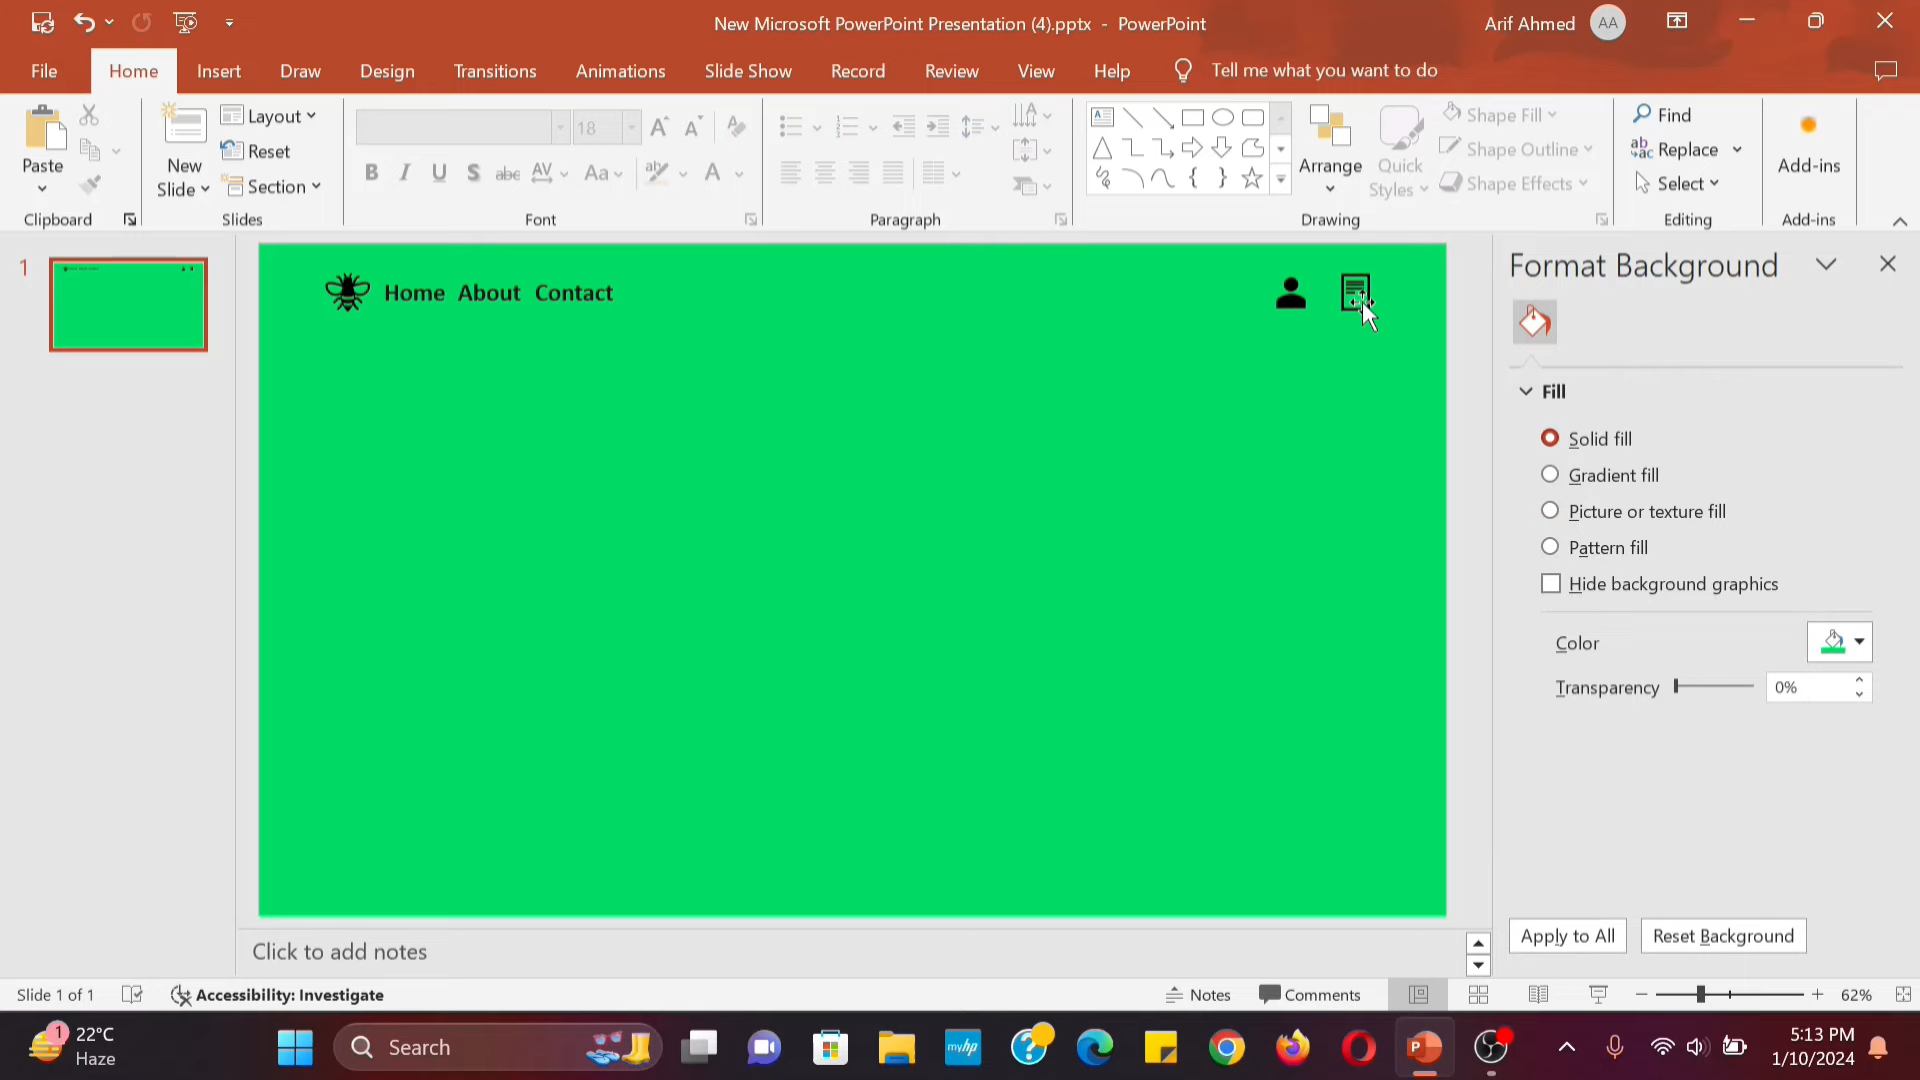 New Microsoft PowerPoint Presentation (4).pptx - PowerPoint
Arif Ahmed AA
File Home Insert Draw Design Transitions Animations Slide Show Record Review View Help Tell me what you want to do
Paste
Clipboard
New
Slide
Layout
Reset
Section
Slides
18
B I U S abc AV Aa A
Font
Paragraph
Arrange
Quick
Styles
Shape Fill
Shape Outline
Shape Effects
Drawing
Find
Replace
Select
Editing
Add-ins
Add-ins
1
Home About Contact
Format Background
Fill
Solid fill
Gradient fill
Picture or texture fill
Pattern fill
Hide background graphics
Color
Transparency 0%
Apply to All Reset Background
Click to add notes
Slide 1 of 1 Accessibility: Investigate Notes Comments 62%
1 22°C
Haze
Search
myhp
5:13 PM
1/10/2024